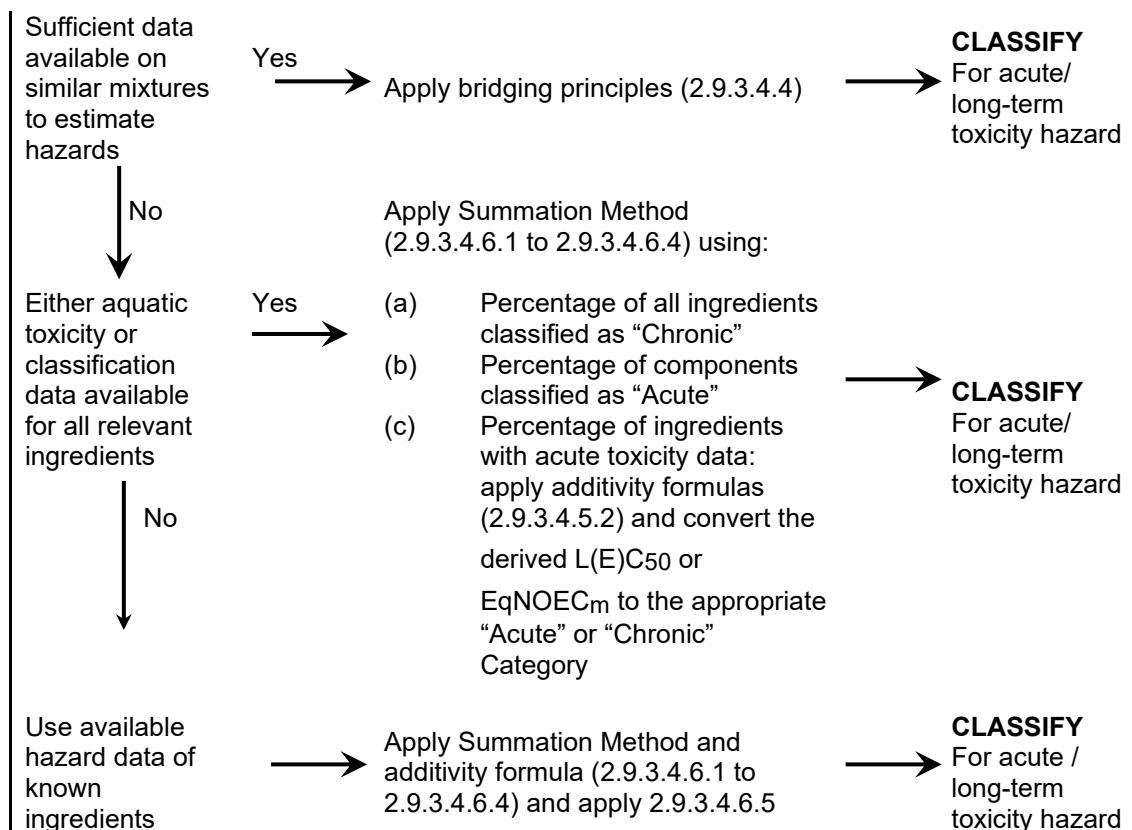 Sufficient data
available on
similar mixtures
to estimate
hazards
Yes
Apply bridging principles (2.9.3.4.4)
CLASSIFY
For acute/
long-term
toxicity hazard
No
Apply Summation Method
(2.9.3.4.6.1 to 2.9.3.4.6.4) using:
Either aquatic
toxicity or
classification
data available
for all relevant
ingredients
Yes
(a) Percentage of all ingredients
classified as “Chronic”
(b) Percentage of components
classified as “Acute”
(c) Percentage of ingredients
with acute toxicity data:
apply additivity formulas
(2.9.3.4.5.2) and convert the
derived L(E)C50 or
EqNOECm to the appropriate
“Acute” or “Chronic”
Category
CLASSIFY
For acute/
long-term
toxicity hazard
No
Use available
hazard data of
known
ingredients
Apply Summation Method and
additivity formula (2.9.3.4.6.1 to
2.9.3.4.6.4) and apply 2.9.3.4.6.5
CLASSIFY
For acute /
long-term
toxicity hazard